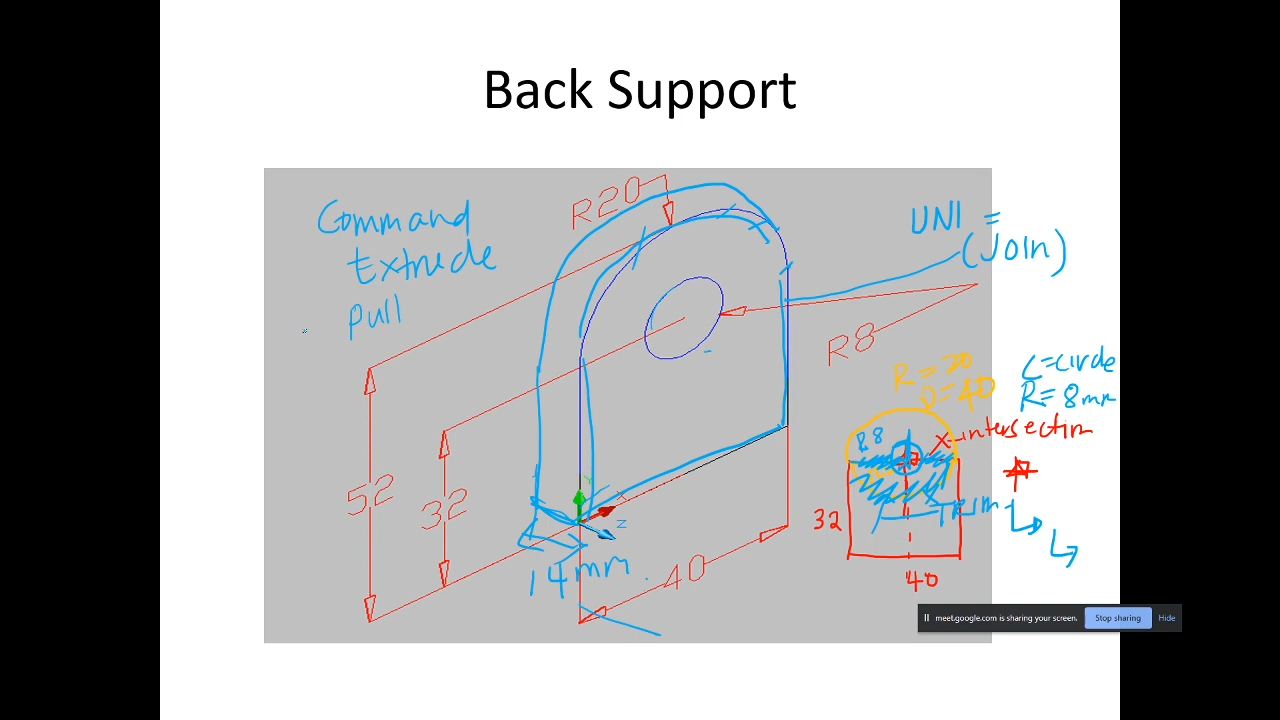 Back Support
R20
Command
Extrude
pull
UNI =
(JOIN)
R8
R = 20
D = 40
C=circle
R= 8mm
R8
X-intersection
52
32
32
TRIM
Z
14mm.
40
40
meet.google.com is sharing your screen.
Stop sharing
Hide